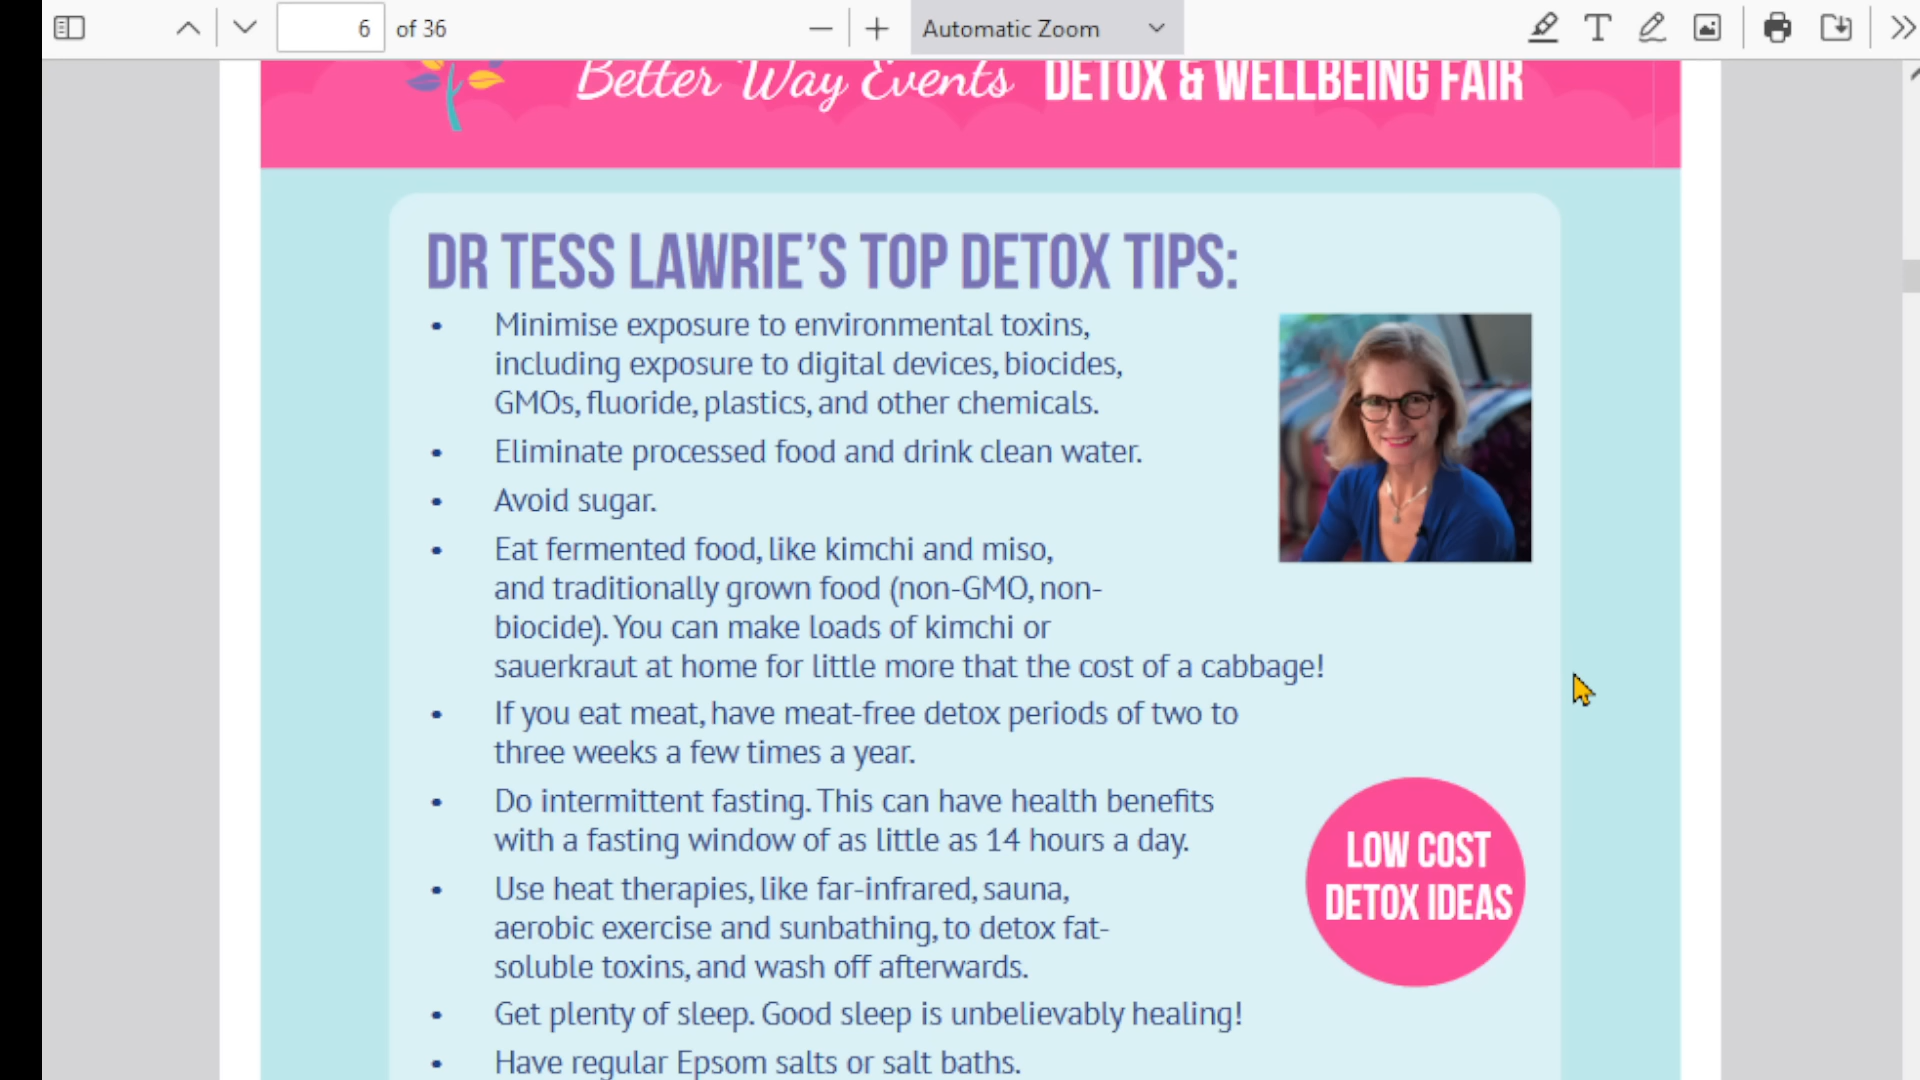 6 of 36
Automatic Zoom
Better Way Events DETOX & WELLBEING FAIR
DR TESS LAWRIE'S TOP DETOX TIPS:
• Minimise exposure to environmental toxins,
including exposure to digital devices, biocides,
GMOs, fluoride, plastics, and other chemicals.
• Eliminate processed food and drink clean water.
• Avoid sugar.
• Eat fermented food, like kimchi and miso,
and traditionally grown food (non-GMO, non-
biocide). You can make loads of kimchi or
sauerkraut at home for little more that the cost of a cabbage!
• If you eat meat, have meat-free detox periods of two to
three weeks a few times a year.
• Do intermittent fasting. This can have health benefits
with a fasting window of as little as 14 hours a day.
LOW COST
DETOX IDEAS
• Use heat therapies, like far-infrared, sauna,
aerobic exercise and sunbathing, to detox fat-
soluble toxins, and wash off afterwards.
• Get plenty of sleep. Good sleep is unbelievably healing!
• Have regular Epsom salts or salt baths.